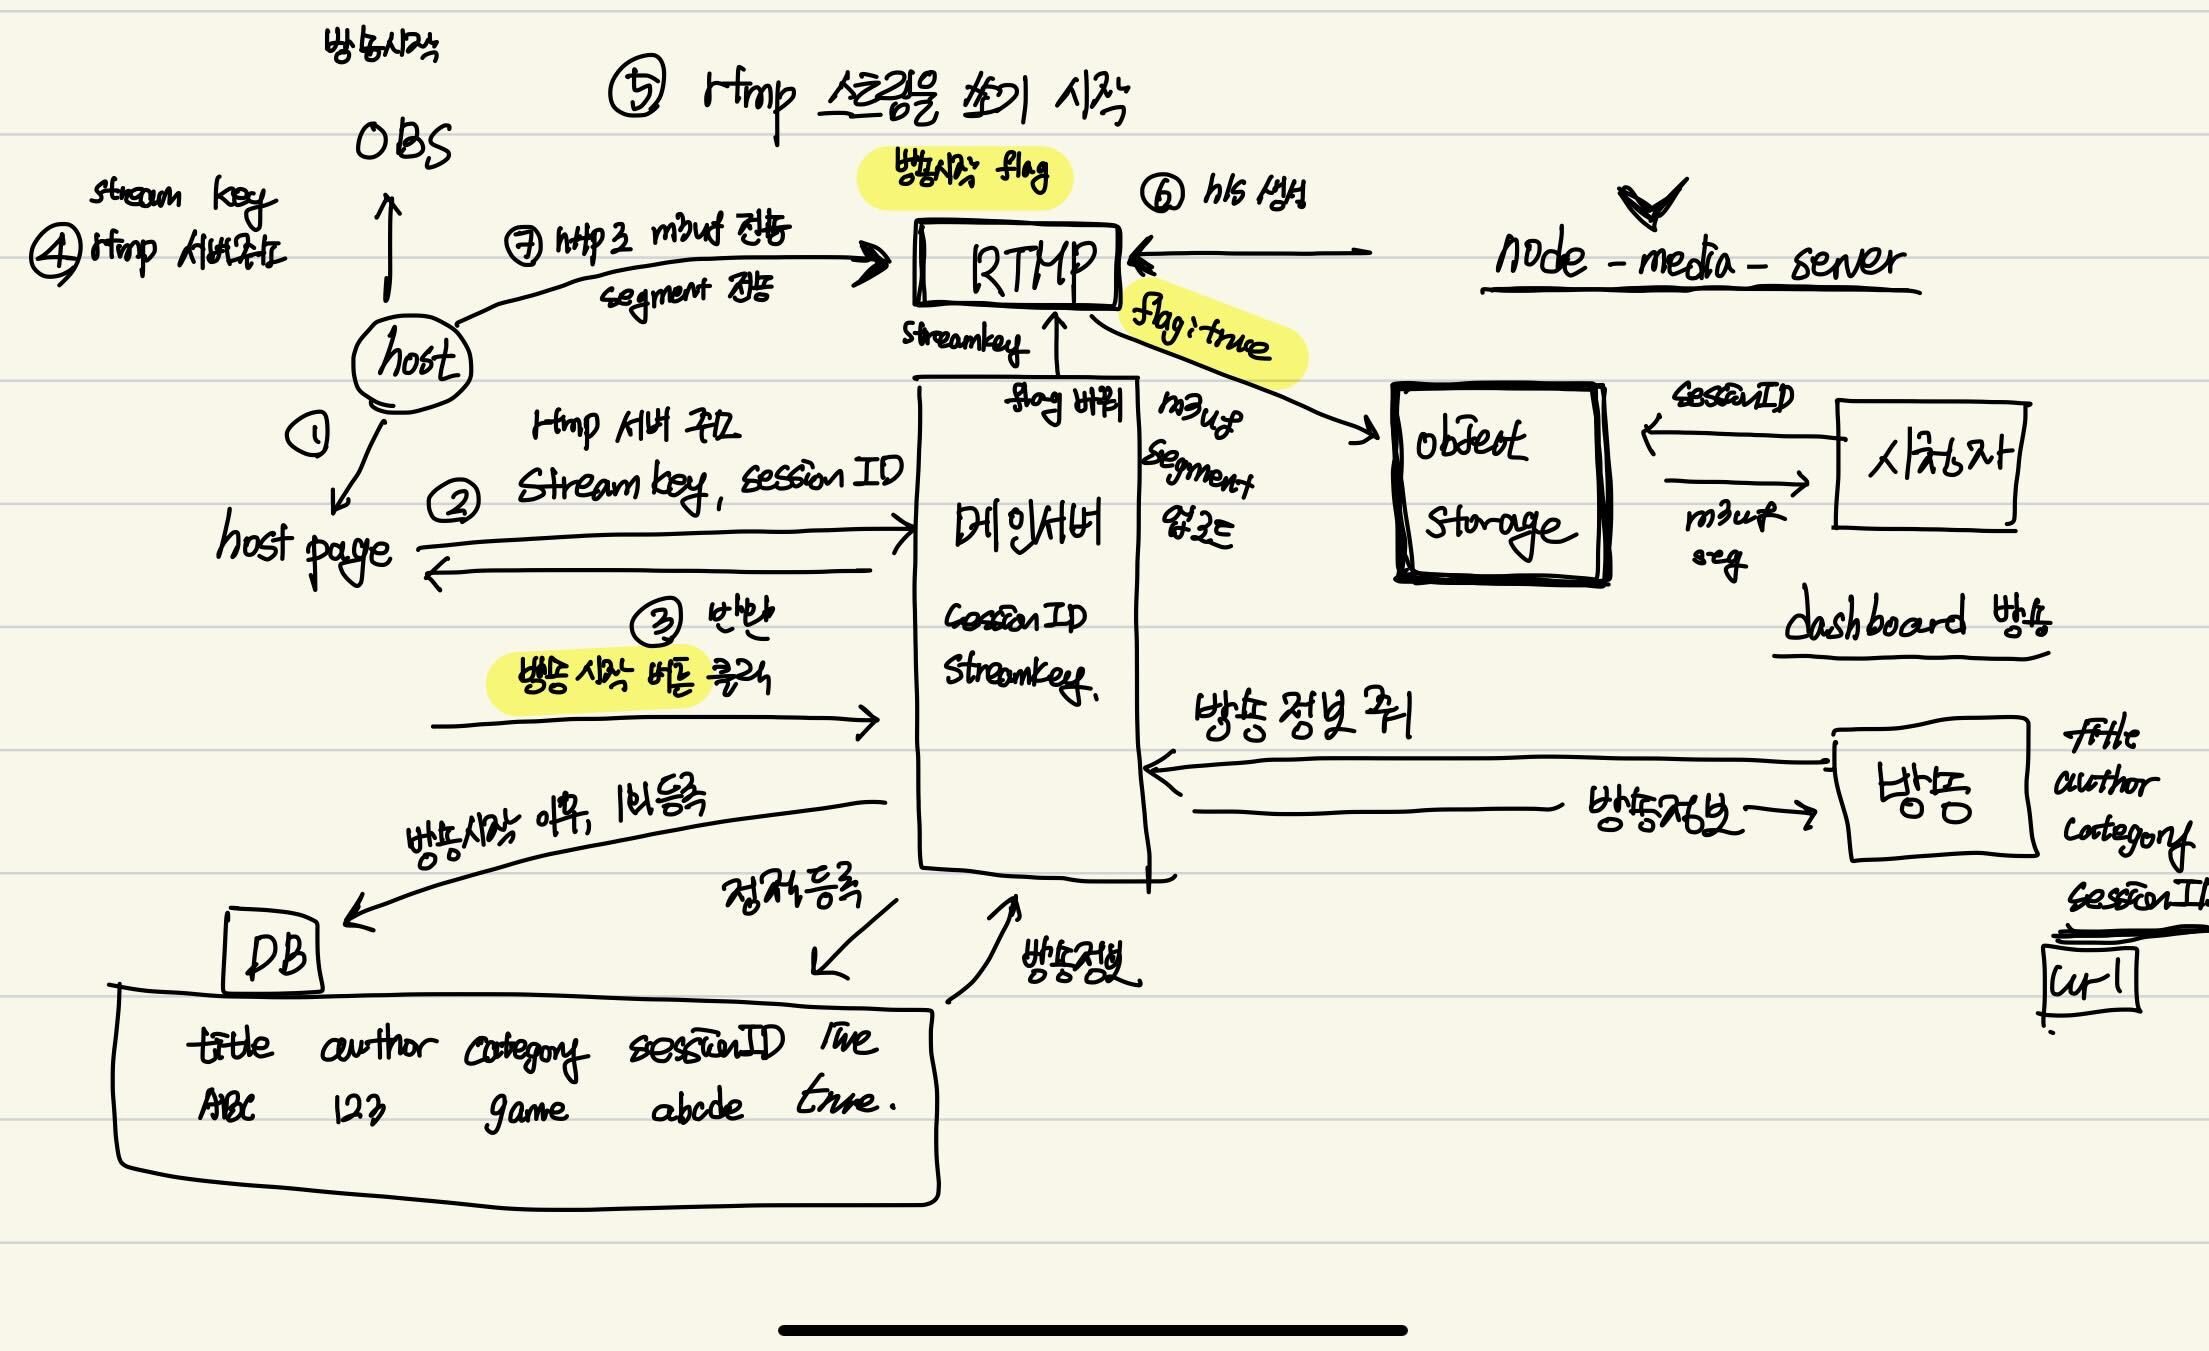 방송시작
OBS
⑤ rtmp 스트림을 쏘기 시작
stream key
④ rtmp 서버주소
방송시작 flag
⑥ hls 생성
node - media - server
⑦ http로 m3u8 전송
segment 전송
RTMP
flag: true
host
streamkey
flag 바뀌
①
rtmp 서버 주소
② stream key, session ID
m3u8
segment
업로드
object
storage
sessionID
시청자
m3u8
seg
host page
메인서버
③ 반환
방송 시작 버튼 클릭
sessionID
streamkey.
dashboard 방송
방송 정보 줘
방송정보
방송
title
author
category
sessionID
url
방송시작 이후, 1회 등록
정적등록
방송정보
DB
title author category sessionID live
ABC 123 game abcde true.